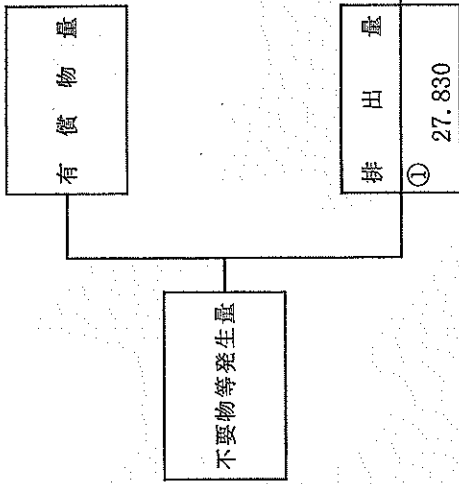 有償物量
不要物等発生量
排出量
①
27.830